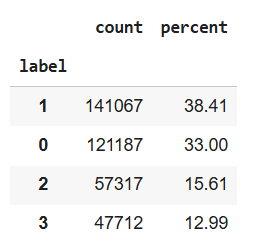 count percent
label
1 141067 38.41
0 121187 33.00
2 57317 15.61
3 47712 12.99